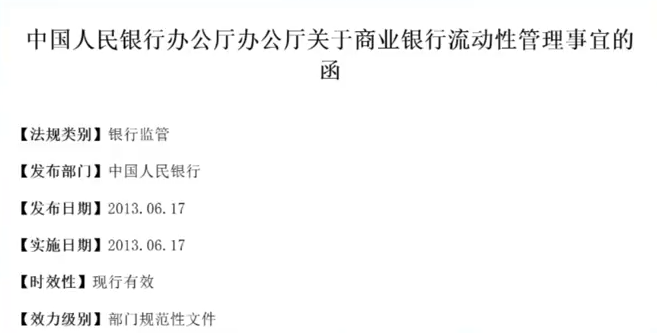 中国人民银行办公厅办公厅关于商业银行流动性管理事宜的
函
【法规类别】银行监管
【发布部门】中国人民银行
【发布日期】2013.06.17
【实施日期】2013.06.17
【时效性】现行有效
【效力级别】部门规范性文件